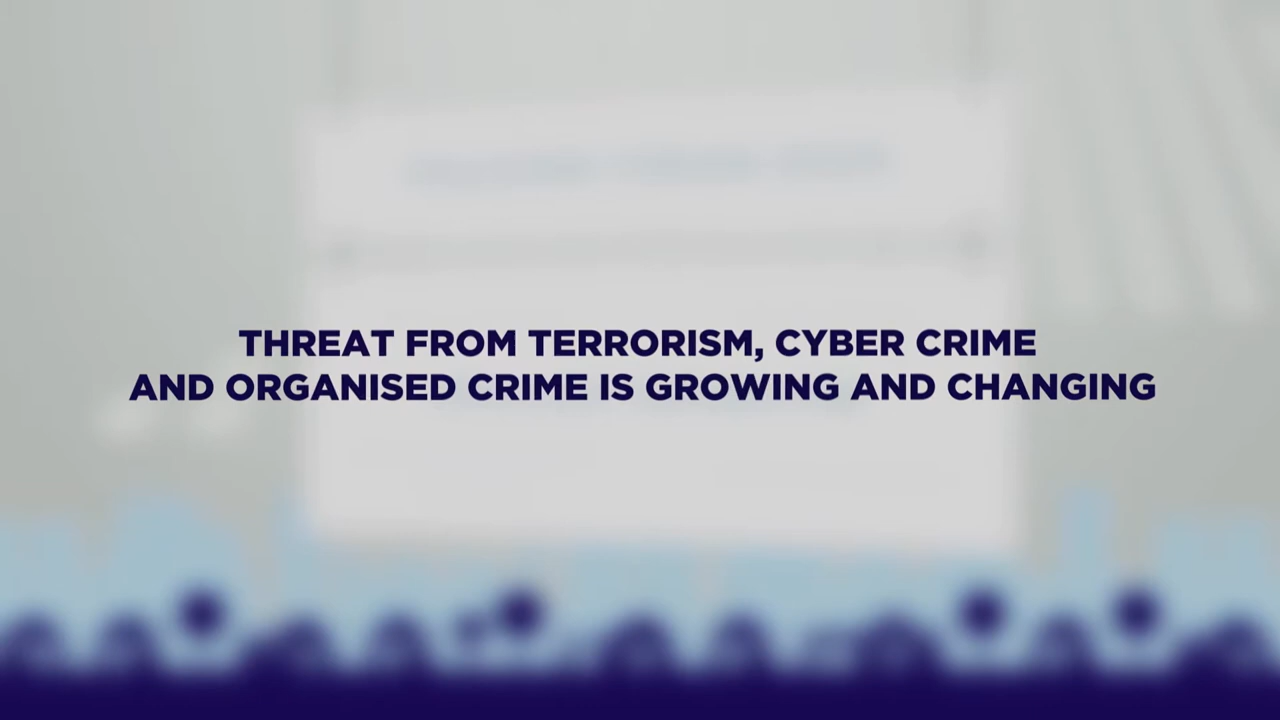 THREAT FROM TERRORISM, CYBER CRIME
AND ORGANISED CRIME IS GROWING AND CHANGING